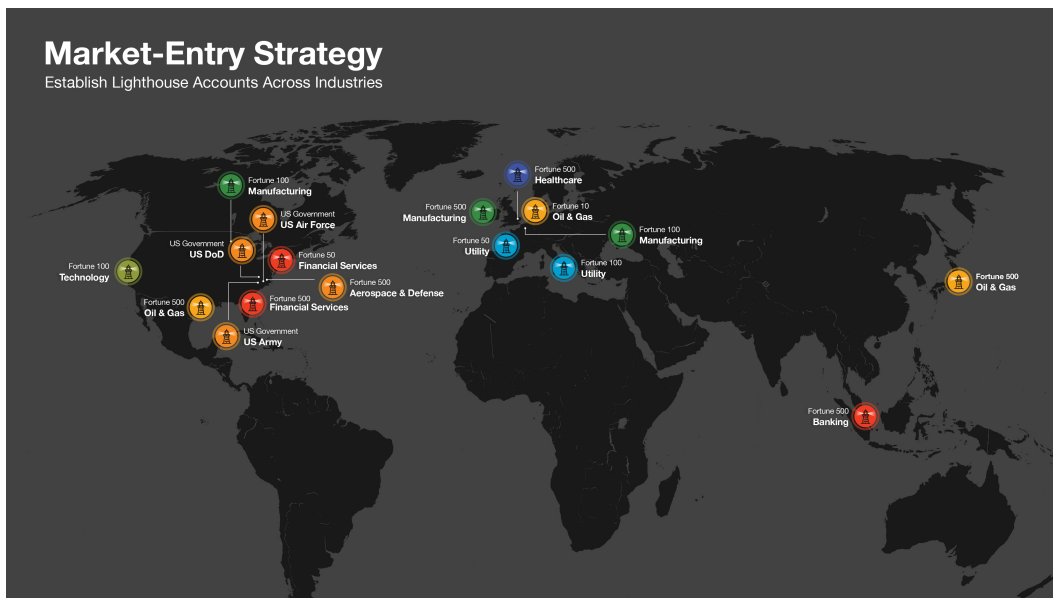 Market-Entry Strategy
Establish Lighthouse Accounts Across Industries
Fortune 100
Manufacturing
US Government
US Air Force
US Government
US DoD
Fortune 50
Financial Services
Fortune 100
Technology
Fortune 500
Aerospace & Defense
Fortune 500
Oil & Gas
Fortune 500
Financial Services
US Government
US Army
Fortune 500
Healthcare
Fortune 500
Manufacturing
Fortune 10
Oil & Gas
Fortune 50
Utility
Fortune 100
Manufacturing
Fortune 100
Utility
Fortune 500
Oil & Gas
Fortune 500
Banking